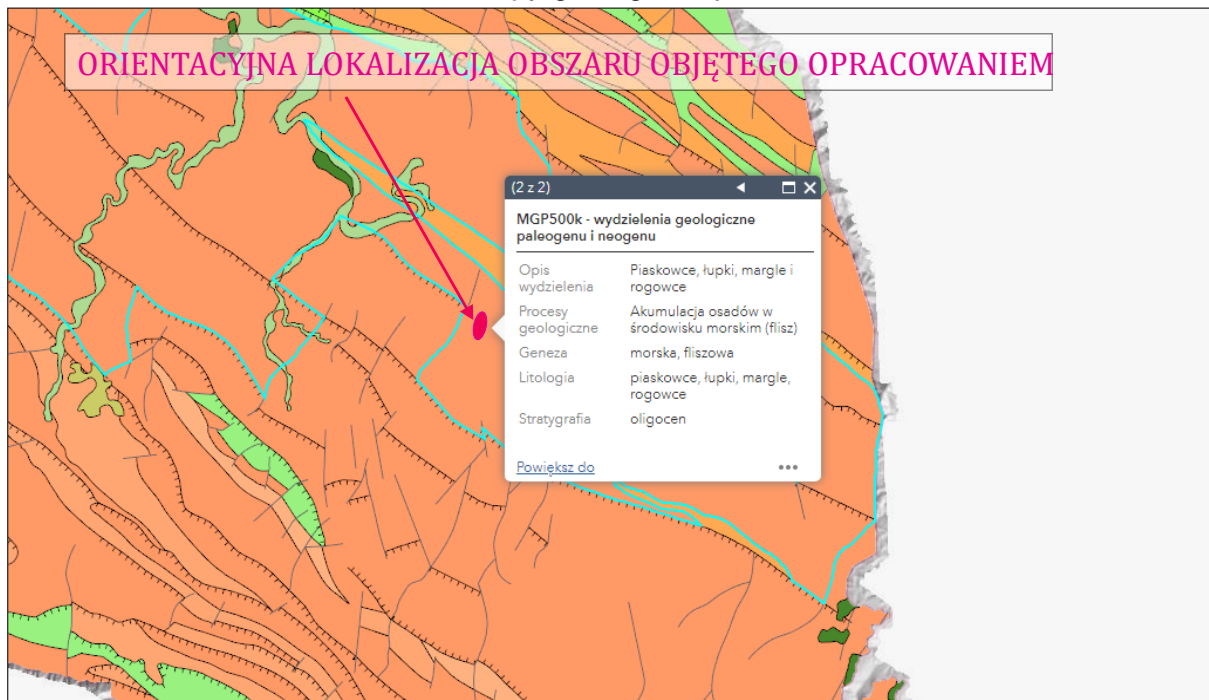 ORIENTACYJNA LOKALIZACJA OBSZARU OBJĘTEGO OPRACOWANIEM
(2 z 2)
MGP500k - wydzielenia geologiczne
paleogenu i neogenu
Opis wydzielenia Piaskowce, łupki, margle i rogowce
Procesy geologiczne Akumulacja osadów w środowisku morskim (flisz)
Geneza morska, fliszowa
Litologia piaskowce, łupki, margle, rogowce
Stratygrafia oligocen
Powiększ do